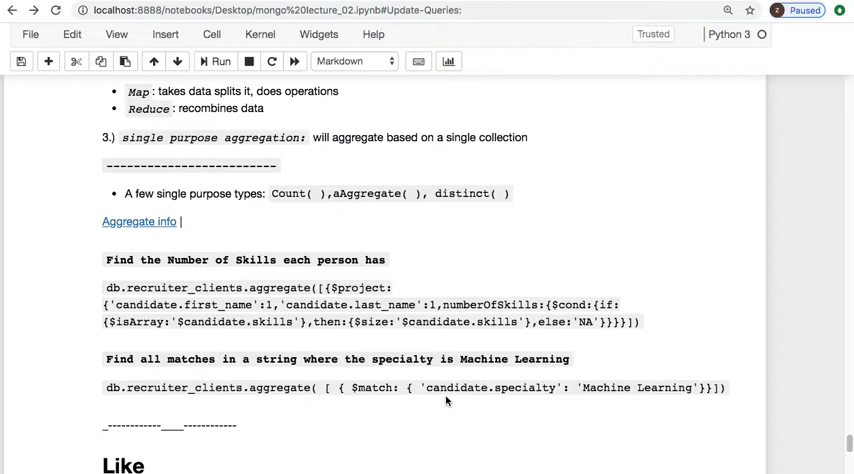 localhost:8888/notebooks/Desktop/mongo%20lecture_02.ipynb#Update-Queries:
z Paused
File Edit View Insert Cell Kernel Widgets Help
Trusted Python 3
Run Markdown
• Map: takes data splits it, does operations
• Reduce: recombines data
3.) single purpose aggregation: will aggregate based on a single collection
-------------------------
• A few single purpose types: Count( ),aAggregate( ), distinct( )
Aggregate info |
Find the Number of Skills each person has
db.recruiter_clients.aggregate([{$project:
{'candidate.first_name':1,'candidate.last_name':1,numberOfSkills:{$cond:{if:
{$isArray:'$candidate.skills'},then:{$size:'$candidate.skills'},else:'NA'}}}}])
Find all matches in a string where the specialty is Machine Learning
db.recruiter_clients.aggregate( [ { $match: { 'candidate.specialty': 'Machine Learning'}}])
_------------____------------
Like